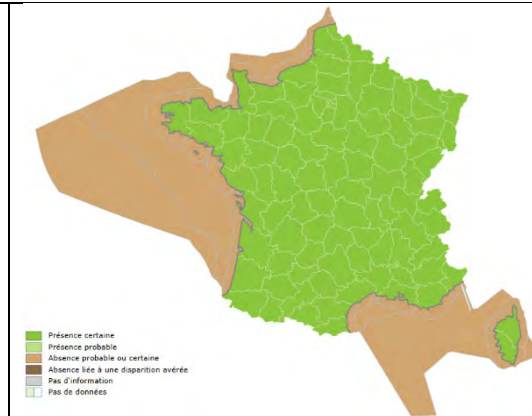 Présence certaine
Présence probable
Absence probable ou certaine
Absence liée à une disparition avérée
Pas d'information
Pas de données